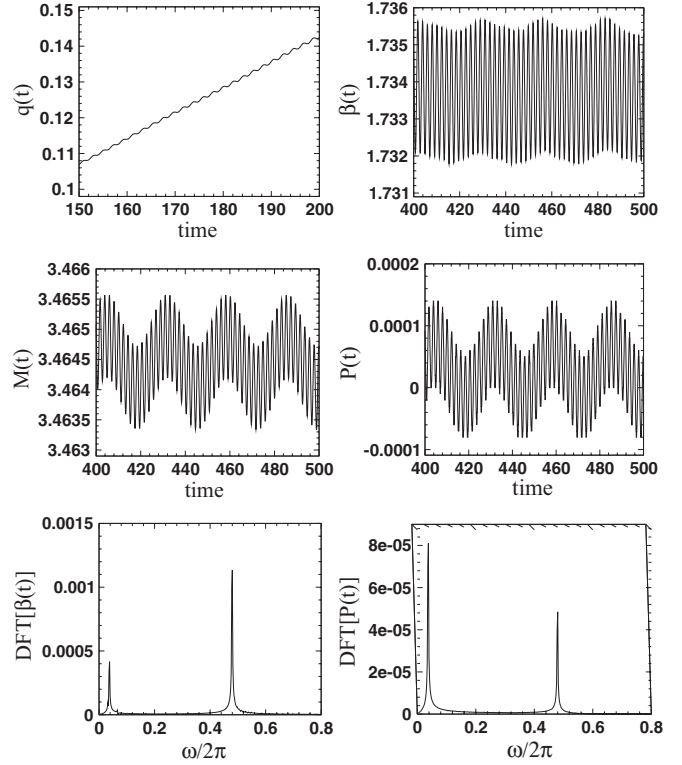 0.15
0.14
0.13
0.12
0.11
0.1
q(t)
150 160 170 180 190 200
time
1.736
1.735
1.734
1.733
1.732
1.731
β(t)
400 420 440 460 480 500
time
3.466
3.4655
3.465
3.4645
3.464
3.4635
3.463
M(t)
400 420 440 460 480 500
time
0.0002
0.0001
0
-0.0001
P(t)
400 420 440 460 480 500
time
0.0015
0.001
0.0005
0
DFT[β(t)]
0 0.2 0.4 0.6 0.8
ω/2π
8e-05
6e-05
4e-05
2e-05
0
DFT[P(t)]
0 0.2 0.4 0.6 0.8
ω/2π